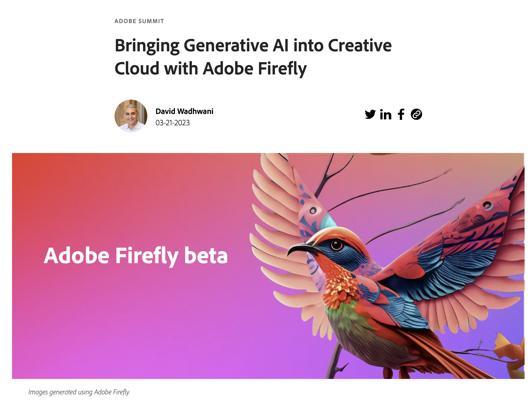 ADOBE SUMMIT
Bringing Generative AI into Creative
Cloud with Adobe Firefly
David Wadhwani
03-21-2023
Adobe Firefly beta
Images generated using Adobe Firefly.